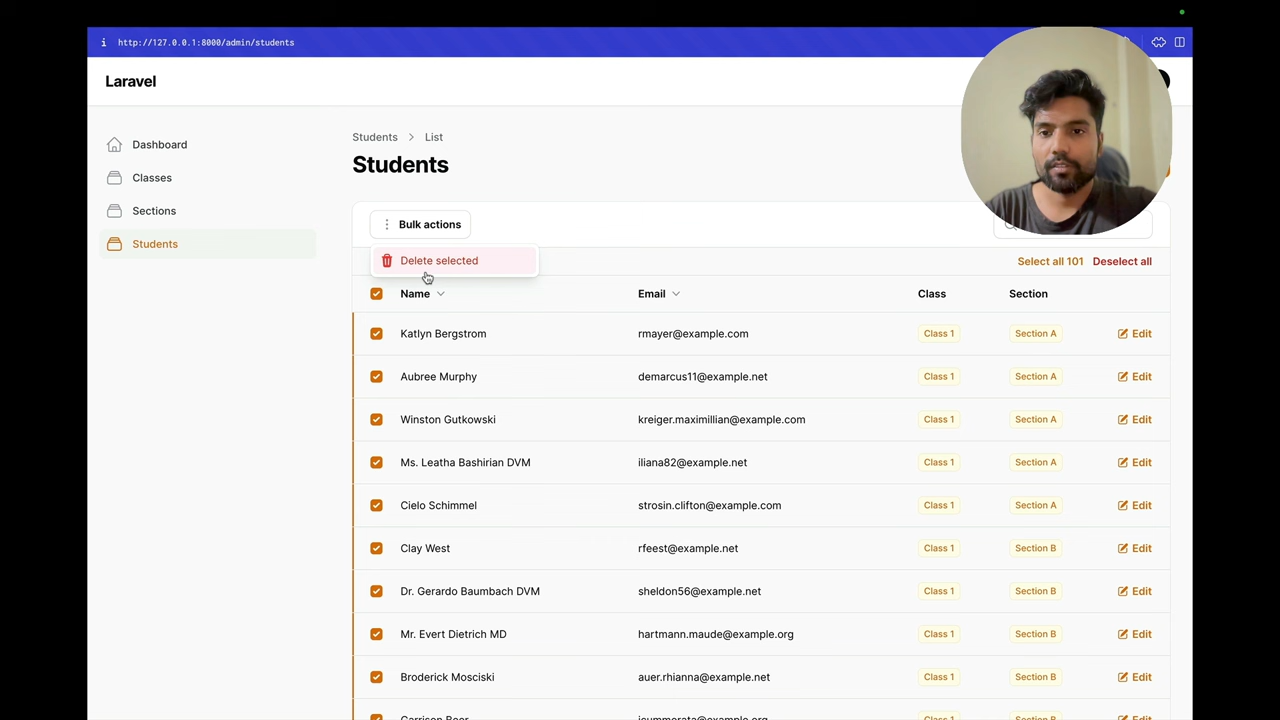 http://127.0.0.1:8000/admin/students
Laravel
Dashboard
Classes
Sections
Students
Students > List
Students
Bulk actions
Delete selected
Select all 101 Deselect all
Name Email Class Section
Katlyn Bergstrom rmayer@example.com Class 1 Section A Edit
Aubree Murphy demarcus11@example.net Class 1 Section A Edit
Winston Gutkowski kreiger.maximillian@example.com Class 1 Section A Edit
Ms. Leatha Bashirian DVM iliana82@example.net Class 1 Section A Edit
Cielo Schimmel strosin.clifton@example.com Class 1 Section A Edit
Clay West rfeest@example.net Class 1 Section B Edit
Dr. Gerardo Baumbach DVM sheldon56@example.net Class 1 Section B Edit
Mr. Evert Dietrich MD hartmann.maude@example.org Class 1 Section B Edit
Broderick Mosciski auer.rhianna@example.net Class 1 Section B Edit